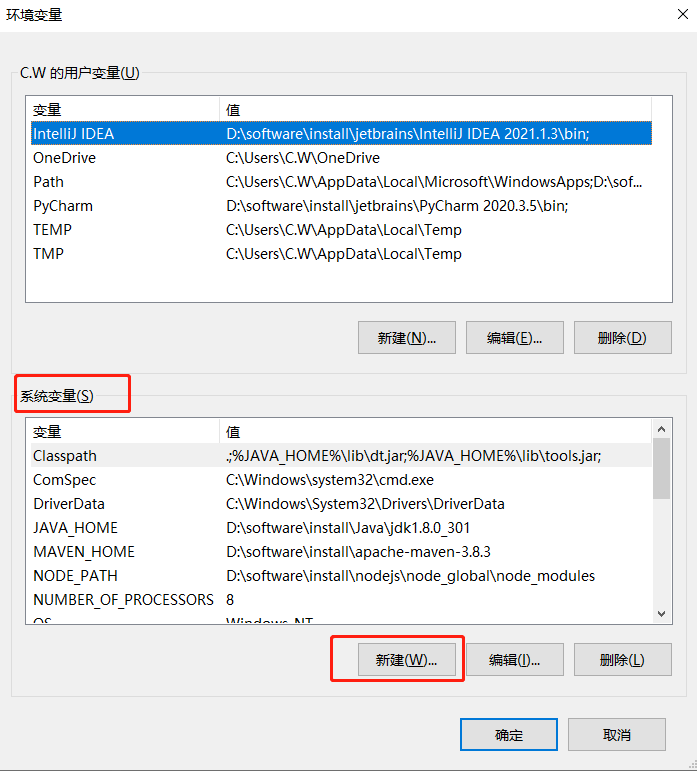 环境变量
C.W 的用户变量(U)
变量 值
IntelliJ IDEA D:\software\install\jetbrains\IntelliJ IDEA 2021.1.3\bin;
OneDrive C:\Users\C.W\OneDrive
Path C:\Users\C.W\AppData\Local\Microsoft\WindowsApps;D:\sof...
PyCharm D:\software\install\jetbrains\PyCharm 2020.3.5\bin;
TEMP C:\Users\C.W\AppData\Local\Temp
TMP C:\Users\C.W\AppData\Local\Temp
新建(N)... 编辑(E)... 删除(D)
系统变量(S)
变量 值
Classpath .;%JAVA_HOME%\lib\dt.jar;%JAVA_HOME%\lib\tools.jar;
ComSpec C:\Windows\system32\cmd.exe
DriverData C:\Windows\System32\Drivers\DriverData
JAVA_HOME D:\software\install\Java\jdk1.8.0_301
MAVEN_HOME D:\software\install\apache-maven-3.8.3
NODE_PATH D:\software\install\nodejs\node_global\node_modules
NUMBER_OF_PROCESSORS 8
OS Windows_NT
新建(W)... 编辑(I)... 删除(L)
确定 取消